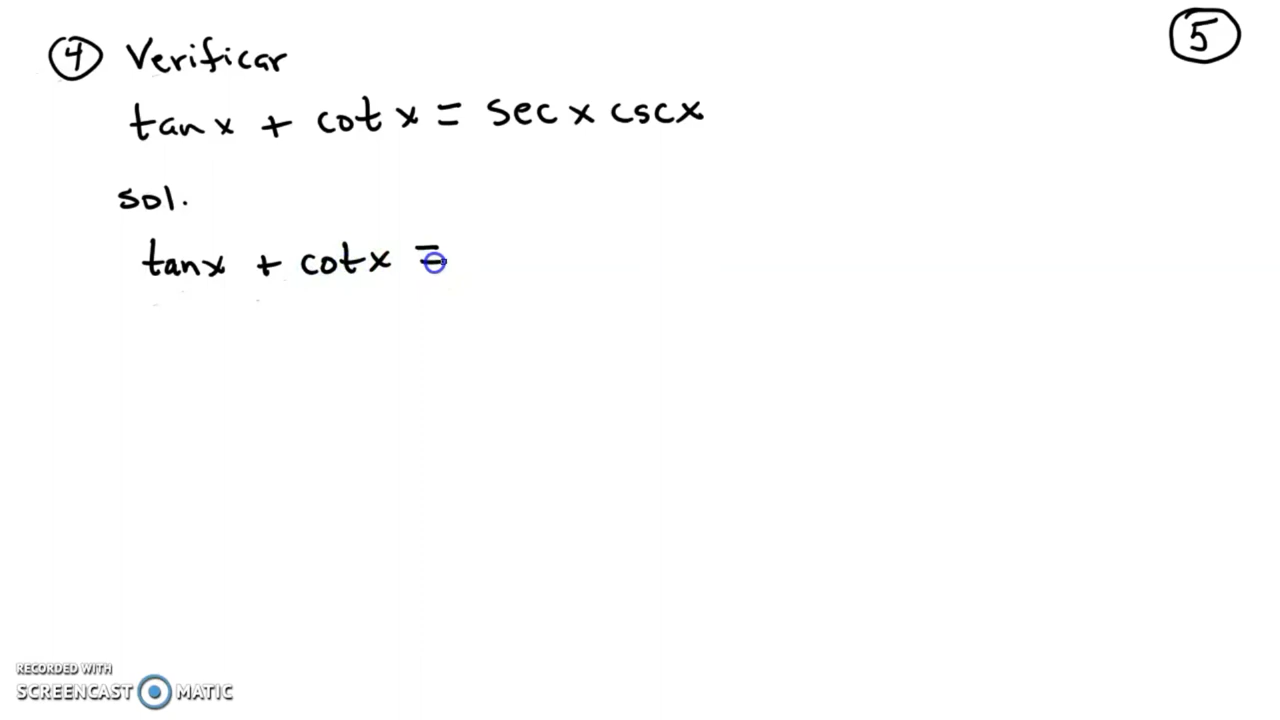 5
4 Verificar
tan x + cot x = sec x csc x
sol.
tan x + cot x =
RECORDED WITH
SCREENCAST MATIC